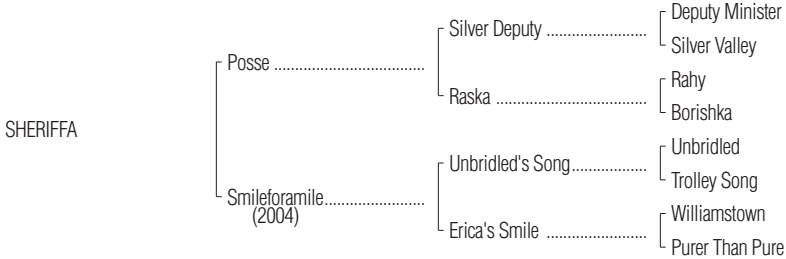 Deputy Minister
Silver Deputy ........................
Silver Valley
Posse ....................................
Rahy
Raska ....................................
Borishka
SHERIFFA
Unbridled
Unbridled's Song..................
Trolley Song
Smileforamile........................
(2004)
Williamstown
Erica's Smile ........................
Purer Than Pure